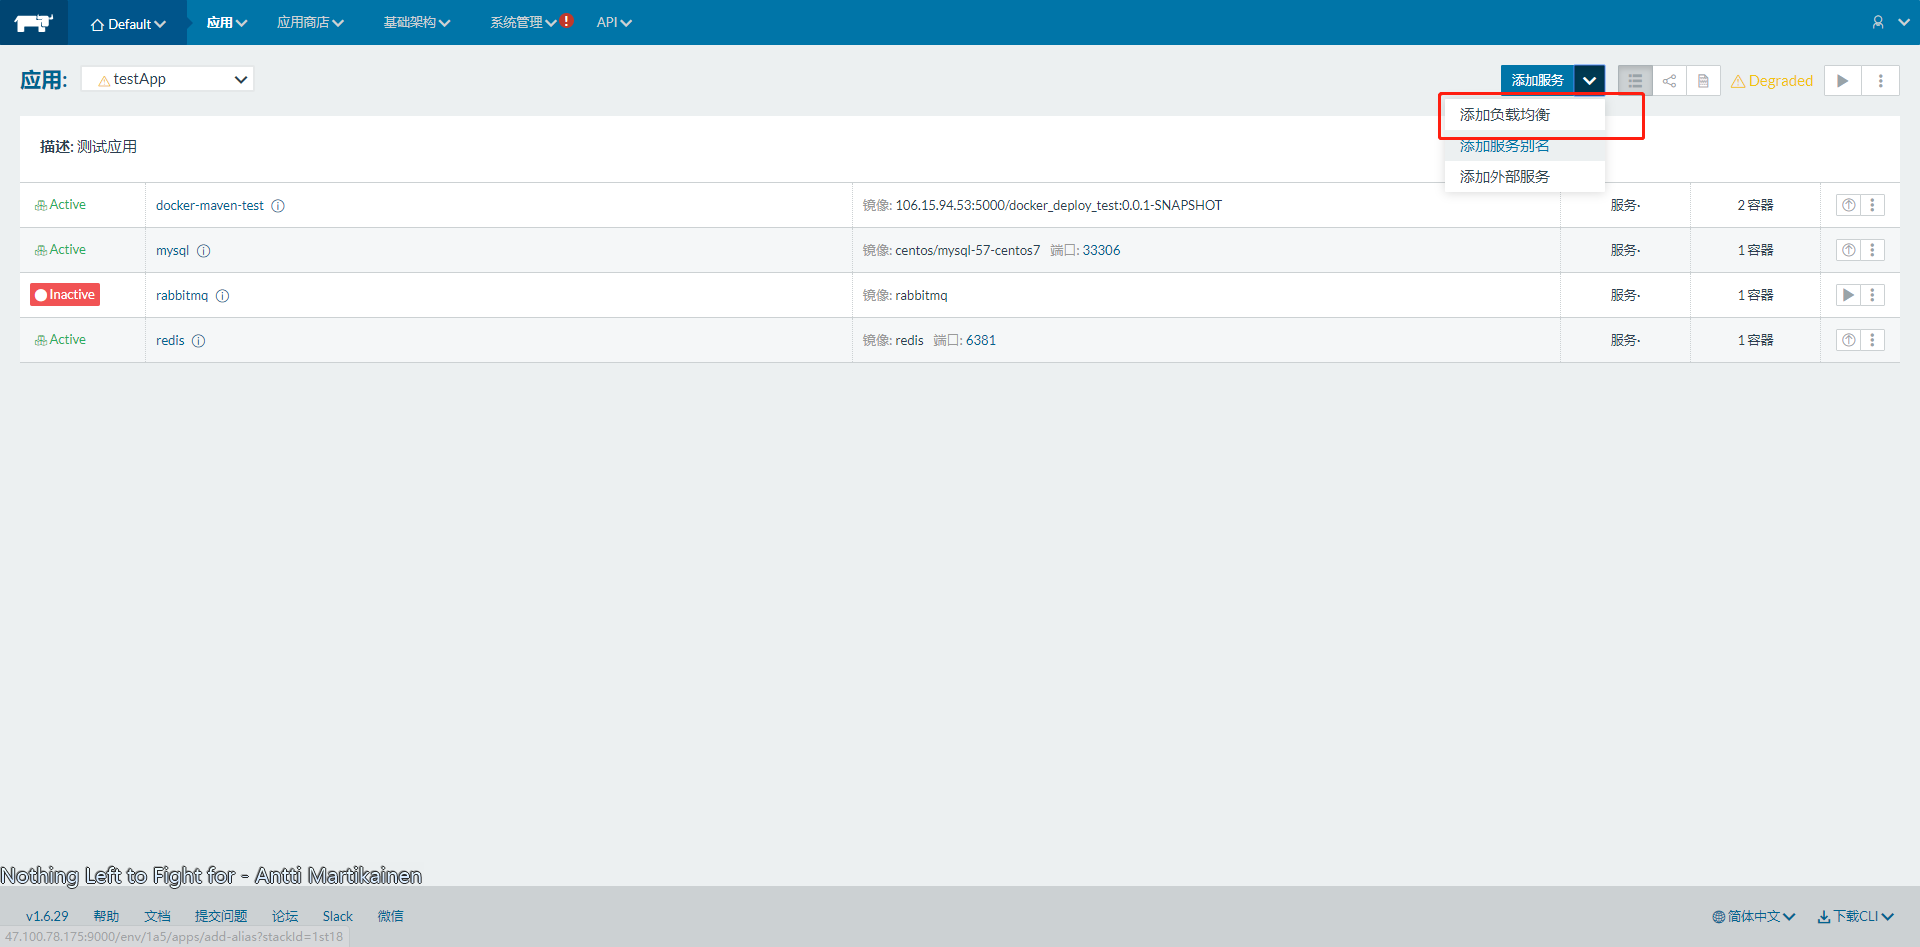 Default 应用 应用商店 基础架构 系统管理 ! API
应用: testApp 添加服务 Degraded
添加负载均衡
添加服务别名
添加外部服务
描述: 测试应用
Active docker-maven-test 镜像: 106.15.94.53:5000/docker_deploy_test:0.0.1-SNAPSHOT 服务· 2 容器
Active mysql 镜像: centos/mysql-57-centos7 端口: 33306 服务· 1 容器
Inactive rabbitmq 镜像: rabbitmq 服务· 1 容器
Active redis 镜像: redis 端口: 6381 服务· 1 容器
Nothing Left to Fight for - Antti Martikainen
v1.6.29 帮助 文档 提交问题 论坛 Slack 微信 简体中文 下载CLI
47.100.78.175:9000/env/1a5/apps/add-alias?stackId=1st18